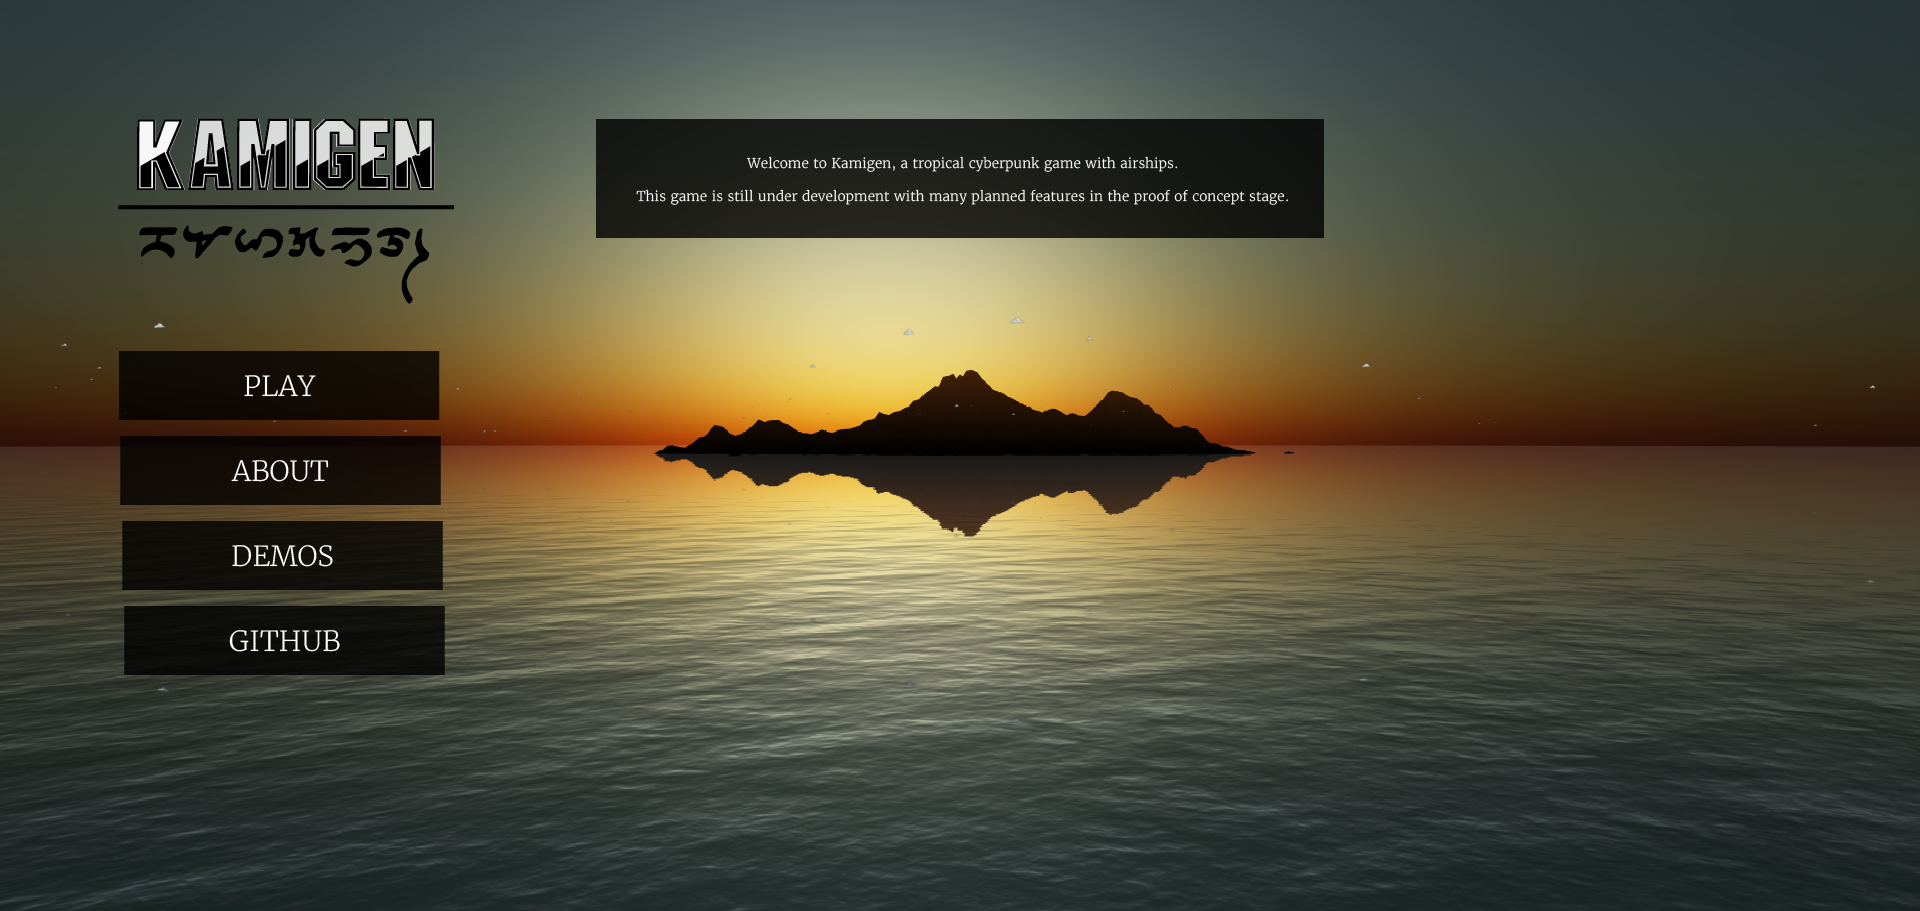 KAMIGEN
Welcome to Kamigen, a tropical cyberpunk game with airships.
This game is still under development with many planned features in the proof of concept stage.
PLAY
ABOUT
DEMOS
GITHUB